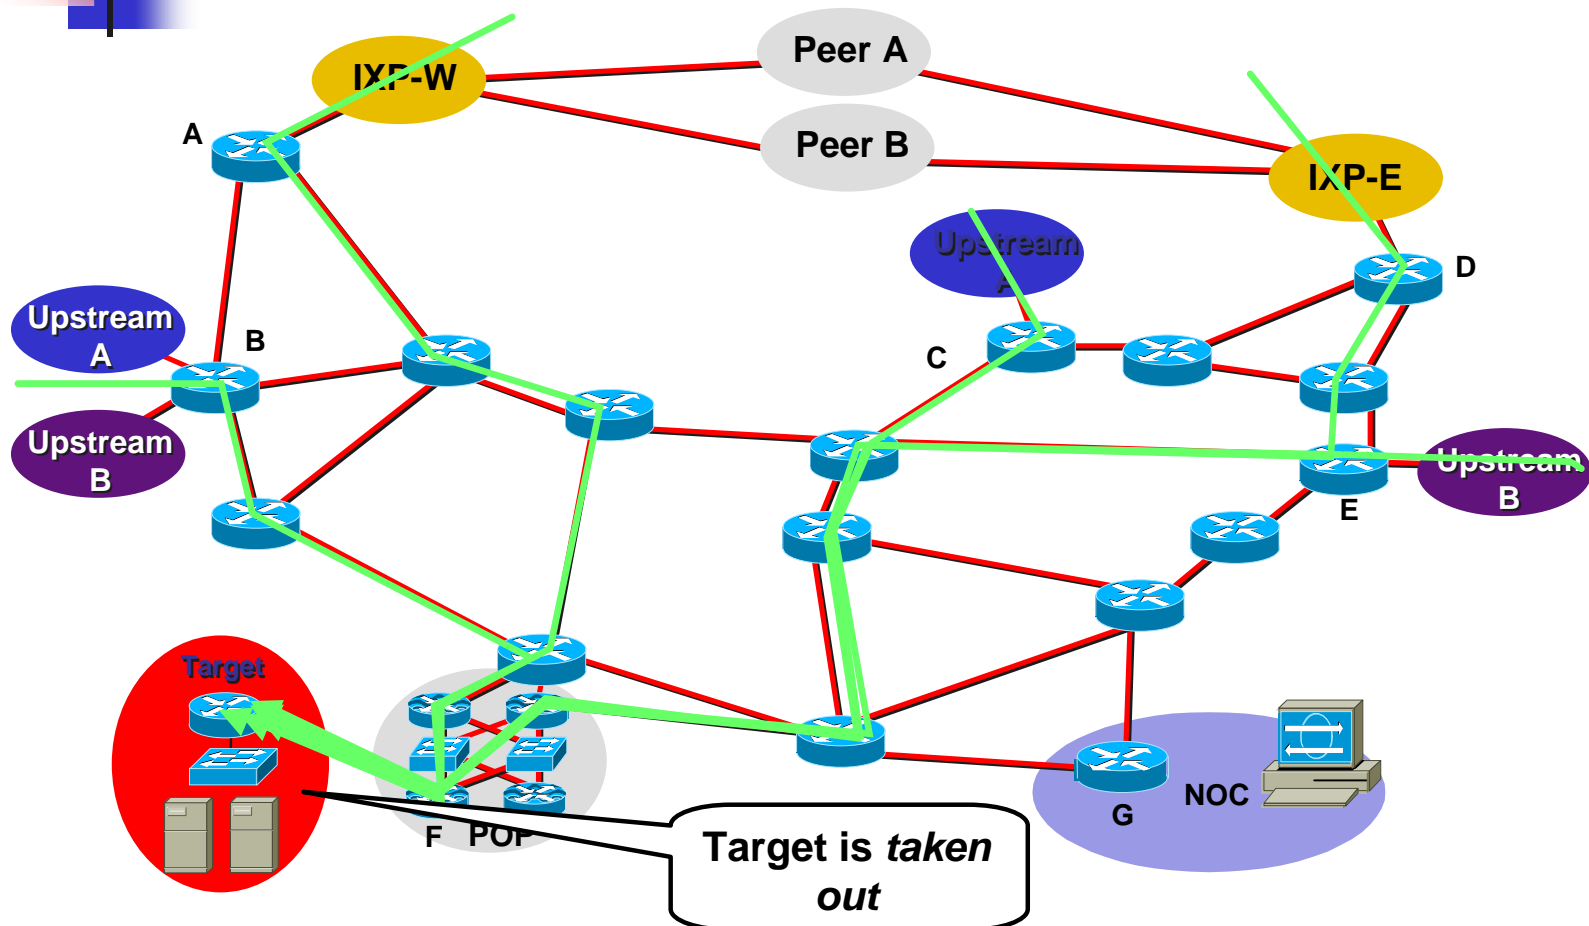 IXP-W
Peer A
A
Peer B
IXP-E
Upstream
A
D
Upstream
A
B
C
Upstream
B
Upstream
B
E
Target
NOC
G
F
POP
Target is taken
out